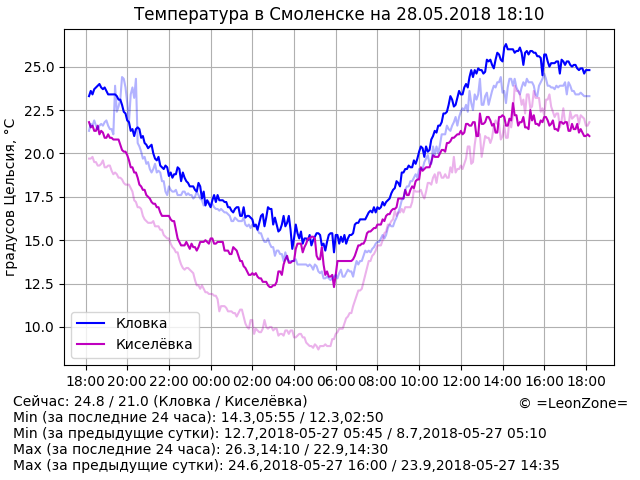 Температура в Смоленске на 28.05.2018 18:10
градусов Цельсия, °C
25.0
22.5
20.0
17.5
15.0
12.5
10.0
Кловка
Киселёвка
18:00 20:00 22:00 00:00 02:00 04:00 06:00 08:00 10:00 12:00 14:00 16:00 18:00
Сейчас: 24.8 / 21.0 (Кловка / Киселёвка)
© =LeonZone=
Min (за последние 24 часа): 14.3,05:55 / 12.3,02:50
Min (за предыдущие сутки): 12.7,2018-05-27 05:45 / 8.7,2018-05-27 05:10
Max (за последние 24 часа): 26.3,14:10 / 22.9,14:30
Max (за предыдущие сутки): 24.6,2018-05-27 16:00 / 23.9,2018-05-27 14:35